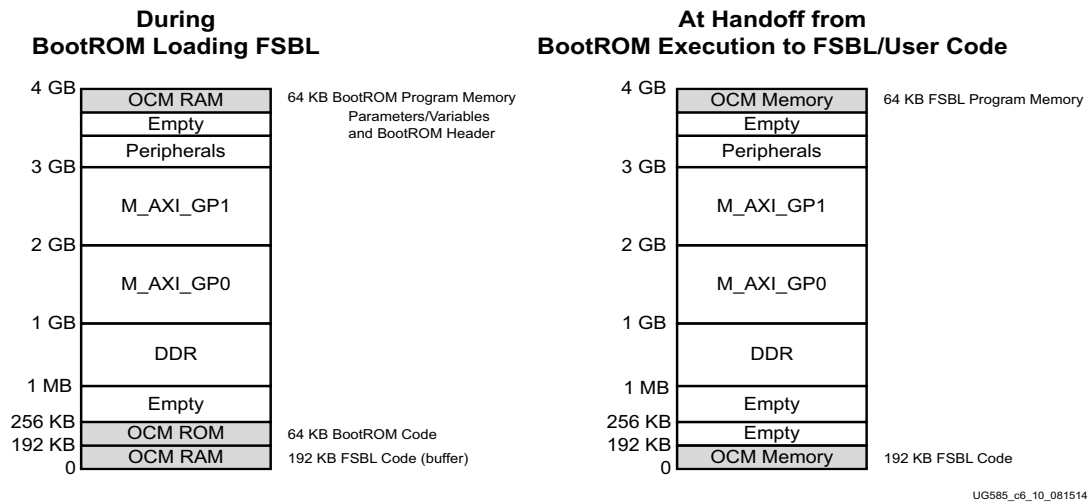 During
BootROM Loading FSBL
4 GB
OCM RAM
64 KB BootROM Program Memory
Parameters/Variables
and BootROM Header
Empty
Peripherals
3 GB
M_AXI_GP1
2 GB
M_AXI_GP0
1 GB
DDR
1 MB
Empty
256 KB
OCM ROM
64 KB BootROM Code
192 KB
OCM RAM
192 KB FSBL Code (buffer)
0
At Handoff from
BootROM Execution to FSBL/User Code
4 GB
OCM Memory
64 KB FSBL Program Memory
Empty
Peripherals
3 GB
M_AXI_GP1
2 GB
M_AXI_GP0
1 GB
DDR
1 MB
Empty
256 KB
Empty
192 KB
OCM Memory
192 KB FSBL Code
0
UG585_c6_10_081514